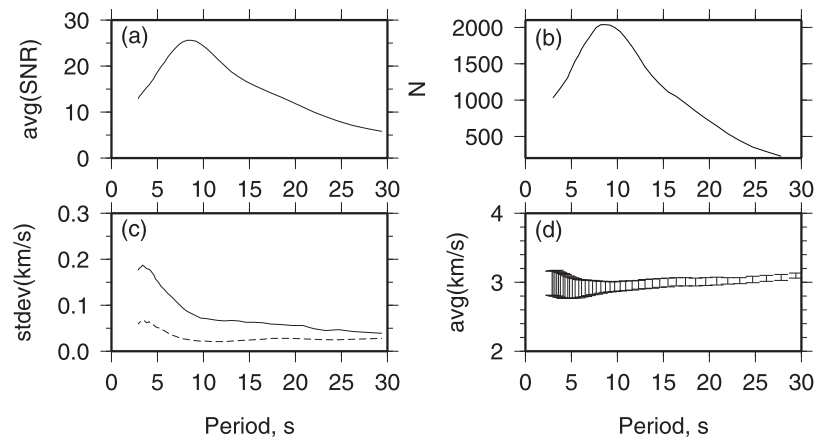 (a)
avg(SNR)
30
20
10
0
0 5 10 15 20 25 30
(b)
N
2000
1500
1000
500
0 5 10 15 20 25 30
(c)
stdev(km/s)
0.3
0.2
0.1
0.0
0 5 10 15 20 25 30
Period, s
(d)
avg(km/s)
4
3
2
0 5 10 15 20 25 30
Period, s